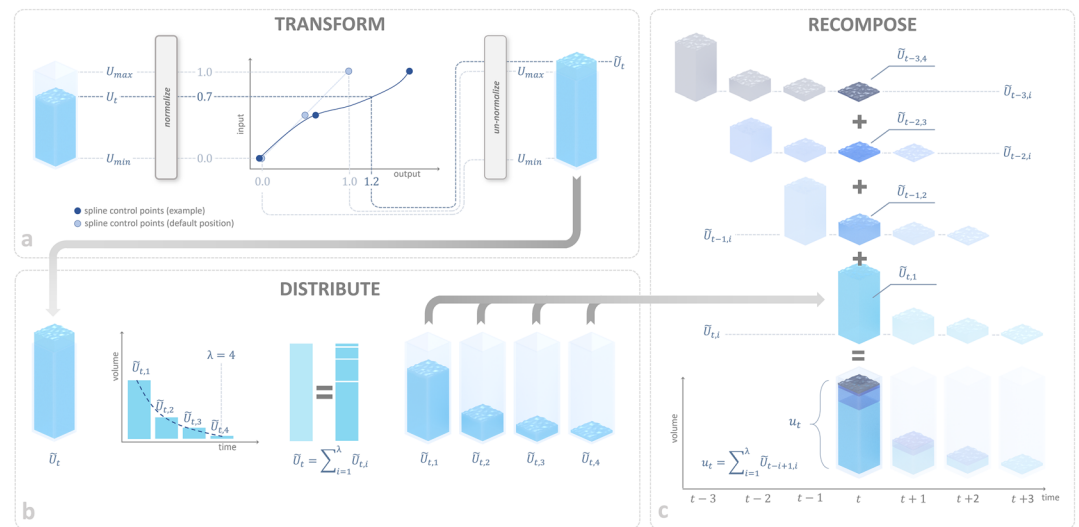 TRANSFORM
U_max
U_t
U_min
normalize
1.0
0.7
0.0
input
output
0.0
1.0
1.2
un-normalize
U_max
U_min
Ũ_t
spline control points (example)
spline control points (default position)
a
DISTRIBUTE
Ũ_t
volume
Ũ_{t,1}
Ũ_{t,2}
Ũ_{t,3}
Ũ_{t,4}
λ = 4
time
=
Ũ_t = ∑_{i=1}^{λ} Ũ_{t,i}
Ũ_{t,1}
Ũ_{t,2}
Ũ_{t,3}
Ũ_{t,4}
b
RECOMPOSE
Ũ_{t−3,4}
Ũ_{t−3,i}
+
Ũ_{t−2,3}
Ũ_{t−2,i}
+
Ũ_{t−1,2}
Ũ_{t−1,i}
+
Ũ_{t,1}
Ũ_{t,i}
=
volume
u_t
u_t = ∑_{i=1}^{λ} Ũ_{t−i+1,i}
t − 3
t − 2
t − 1
t
t + 1
t +2
t +3
time
c